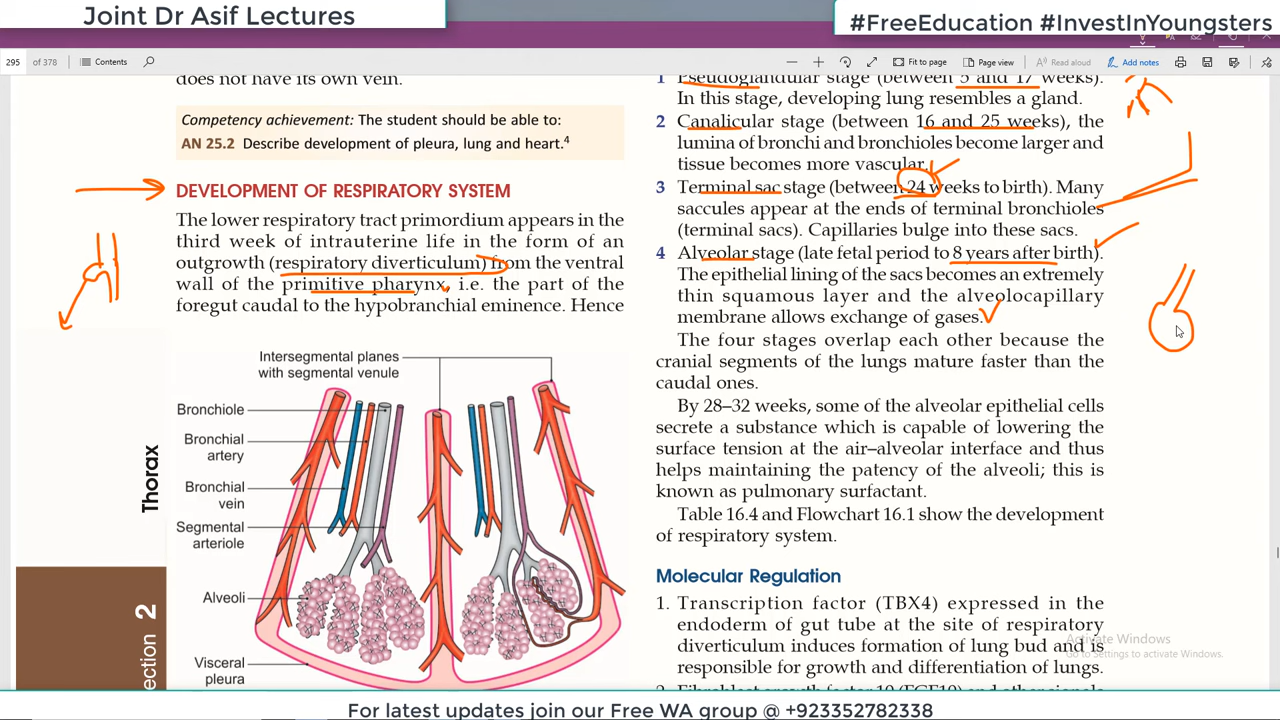 Joint Dr Asif Lectures
#FreeEducation #InvestInYoungsters
295 of 378
Contents
Fit to page
Page view
Read aloud
Add notes
does not have its own vein.
Competency achievement: The student should be able to:
AN 25.2 Describe development of pleura, lung and heart.4
DEVELOPMENT OF RESPIRATORY SYSTEM
The lower respiratory tract primordium appears in the
third week of intrauterine life in the form of an
outgrowth (respiratory diverticulum) from the ventral
wall of the primitive pharynx, i.e. the part of the
foregut caudal to the hypobranchial eminence. Hence
Intersegmental planes
with segmental venule
Bronchiole
Bronchial
artery
Bronchial
vein
Segmental
arteriole
Alveoli
Visceral
pleura
Thorax
ection 2
1 Pseudoglandular stage (between 5 and 17 weeks).
In this stage, developing lung resembles a gland.
2 Canalicular stage (between 16 and 25 weeks), the
lumina of bronchi and bronchioles become larger and
tissue becomes more vascular.
3 Terminal sac stage (between 24 weeks to birth). Many
saccules appear at the ends of terminal bronchioles
(terminal sacs). Capillaries bulge into these sacs.
4 Alveolar stage (late fetal period to 8 years after birth).
The epithelial lining of the sacs becomes an extremely
thin squamous layer and the alveolocapillary
membrane allows exchange of gases.
The four stages overlap each other because the
cranial segments of the lungs mature faster than the
caudal ones.
By 28–32 weeks, some of the alveolar epithelial cells
secrete a substance which is capable of lowering the
surface tension at the air–alveolar interface and thus
helps maintaining the patency of the alveoli; this is
known as pulmonary surfactant.
Table 16.4 and Flowchart 16.1 show the development
of respiratory system.
Molecular Regulation
1. Transcription factor (TBX4) expressed in the
endoderm of gut tube at the site of respiratory
diverticulum induces formation of lung bud and is
responsible for growth and differentiation of lungs.
2. Fibroblast growth factor 10 (FGF10) and other signals
Activate Windows
Go to Settings to activate Windows.
For latest updates join our Free WA group @ +923352782338